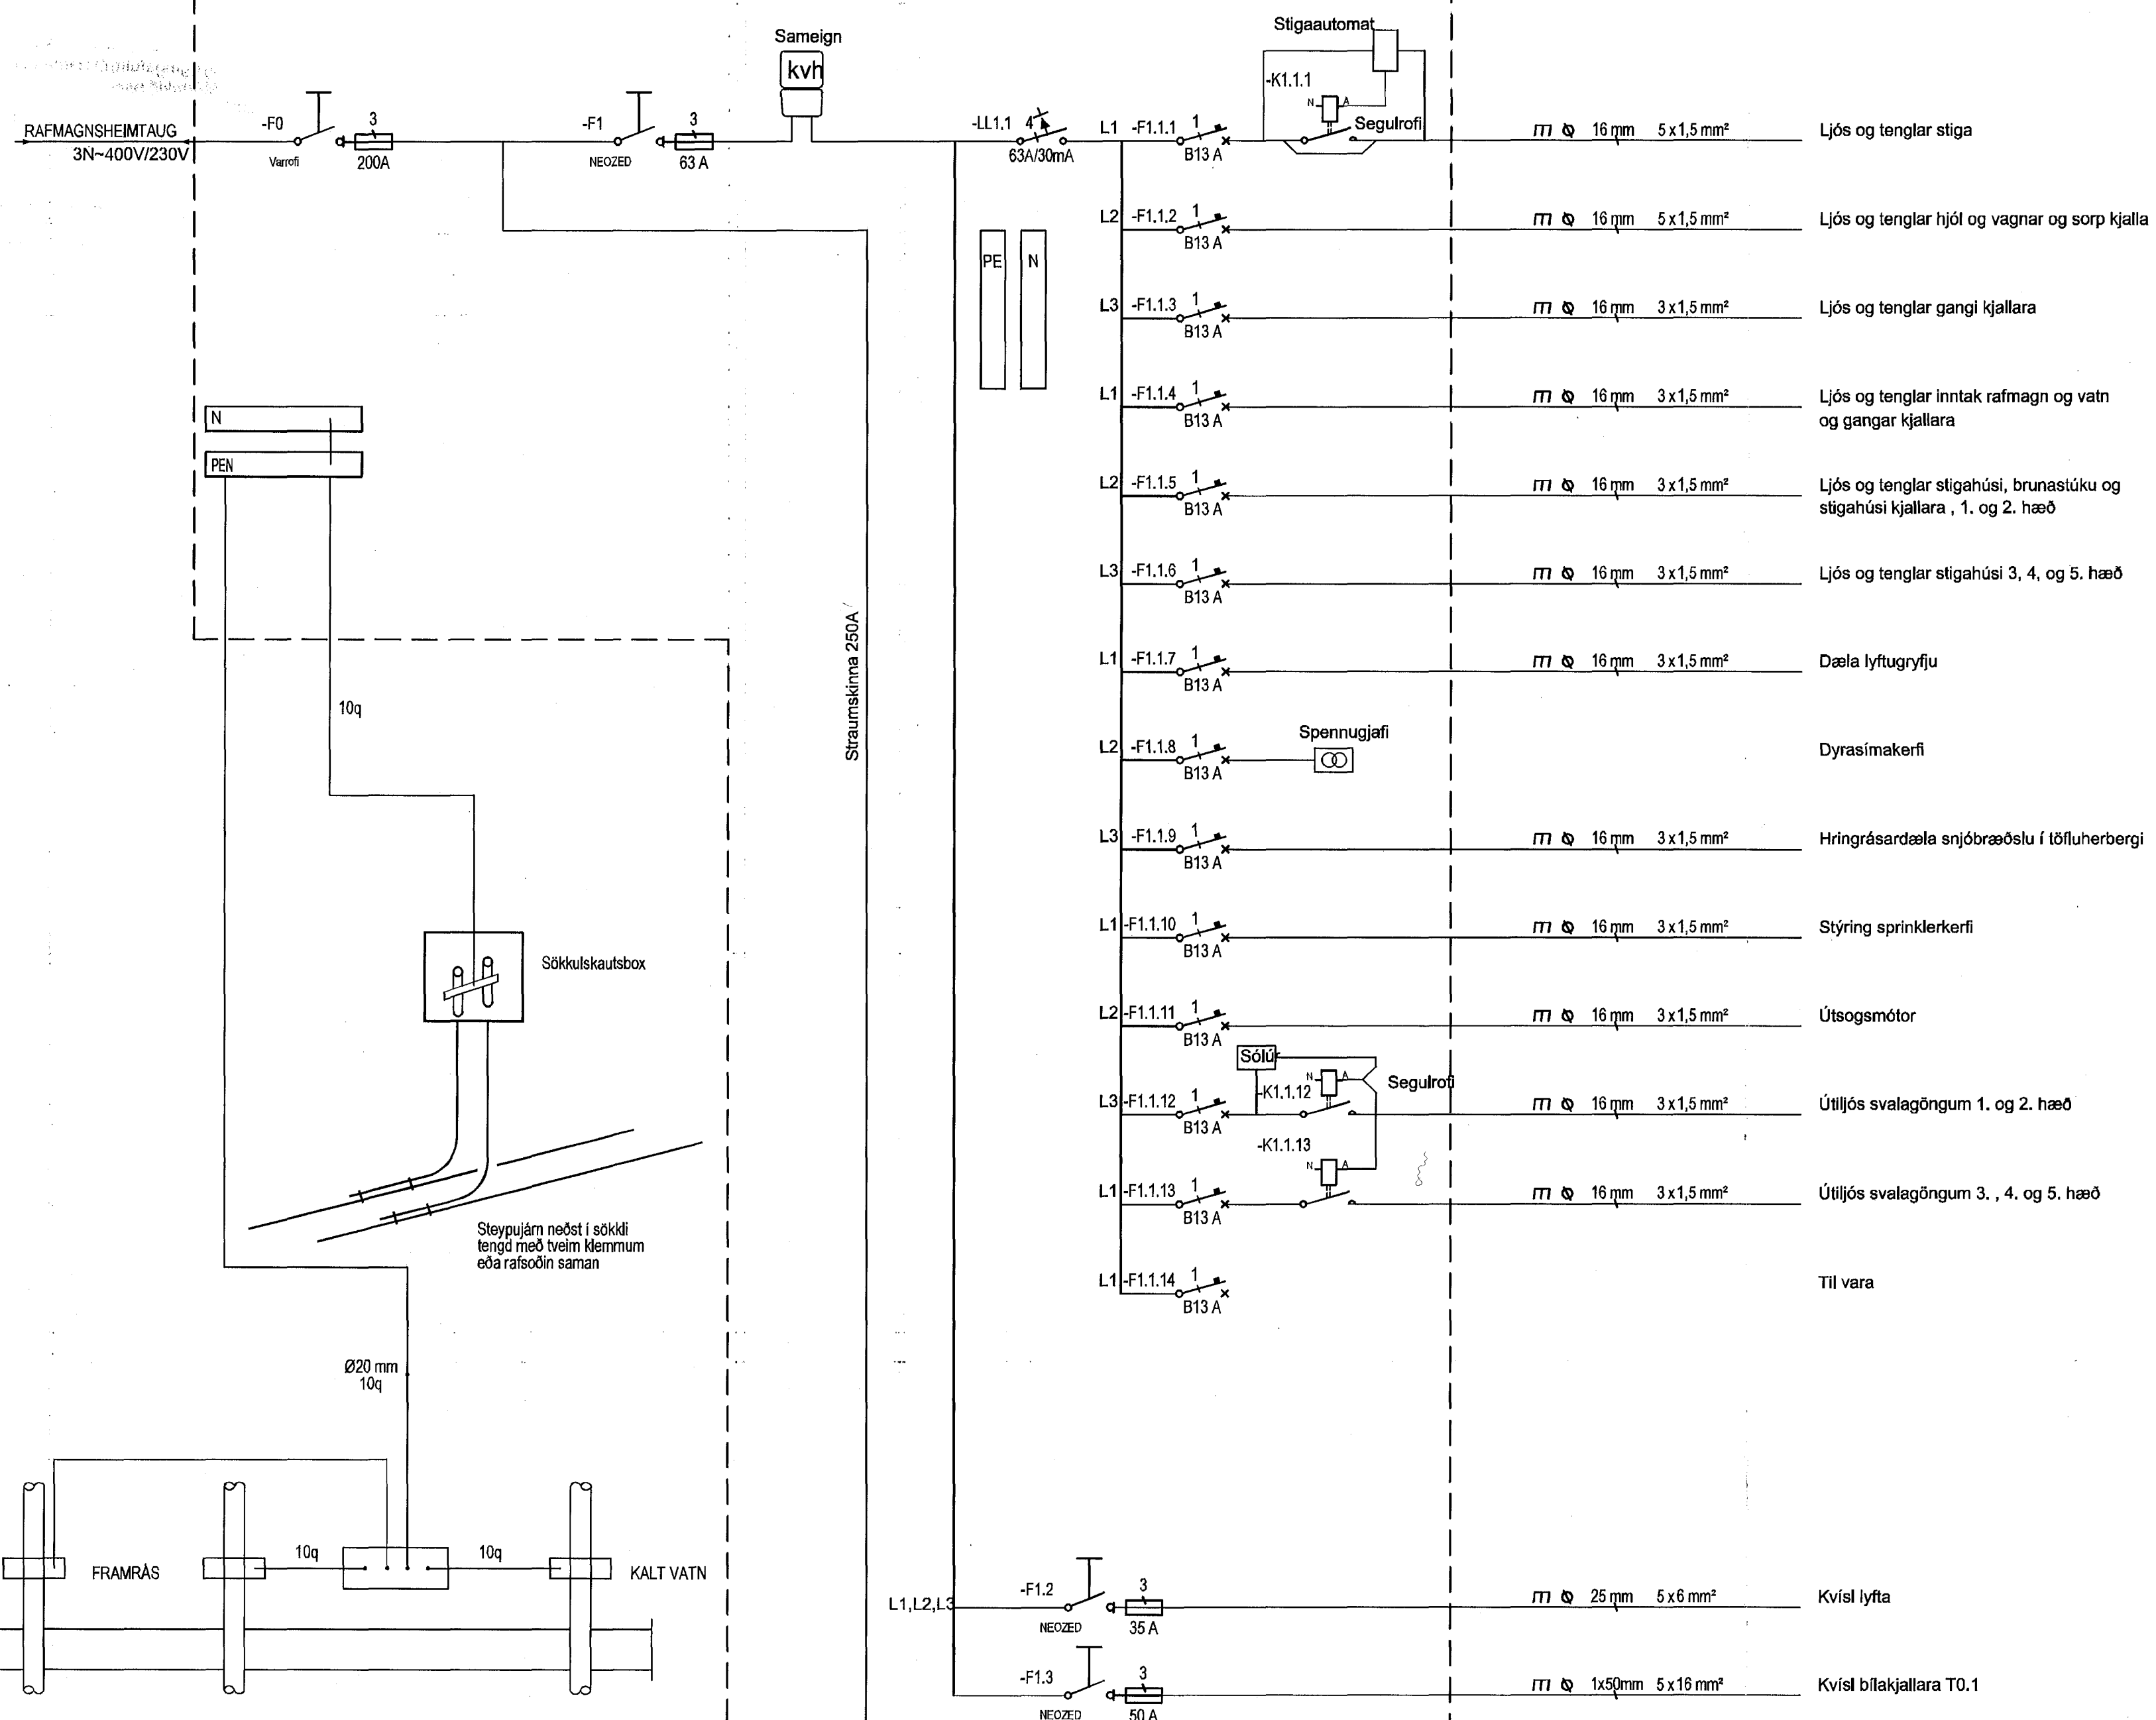 Sameign
kvh
Stigaautomat
-K1.1.1
N A
Segulrofi
RAFMAGNSHEIMTAUG
3N~400V/230V
-F0
Varrofi
3
200A
-F1
NEOZED
3
63 A
-LL1.1 4
63A/30mA
L1 -F1.1.1 1
B13 A
16 mm 5 x 1,5 mm²
Ljós og tenglar stiga
L2 -F1.1.2 1
B13 A
16 mm 5 x 1,5 mm²
Ljós og tenglar hjól og vagnar og sorp kjalla
PE N
L3 -F1.1.3 1
B13 A
16 mm 3 x 1,5 mm²
Ljós og tenglar gangi kjallara
L1 -F1.1.4 1
B13 A
16 mm 3 x 1,5 mm²
Ljós og tenglar inntak rafmagn og vatn
og gangar kjallara
N
PEN
L2 -F1.1.5 1
B13 A
16 mm 3 x 1,5 mm²
Ljós og tenglar stigahúsi, brunastúku og
stigahúsi kjallara , 1. og 2. hæð
L3 -F1.1.6 1
B13 A
16 mm 3 x 1,5 mm²
Ljós og tenglar stigahúsi 3, 4, og 5. hæð
Straumskinna 250A
L1 -F1.1.7 1
B13 A
16 mm 3 x 1,5 mm²
Dæla lyftugryfju
10q
L2 -F1.1.8 1
B13 A
Spennugjafi
Dyrasímakerfi
L3 -F1.1.9 1
B13 A
16 mm 3 x 1,5 mm²
Hringrásardæla snjóbræðslu í töfluherbergi
L1 -F1.1.10 1
B13 A
16 mm 3 x 1,5 mm²
Stýring sprinklerkerfi
Sökkulskautsbox
L2 -F1.1.11 1
B13 A
16 mm 3 x 1,5 mm²
Útsogsmótor
Sólúr
N A
Segulrofi
-K1.1.12
L3 -F1.1.12 1
B13 A
16 mm 3 x 1,5 mm²
Útiljós svalagöngum 1. og 2. hæð
-K1.1.13
N A
L1 -F1.1.13 1
B13 A
16 mm 3 x 1,5 mm²
Útiljós svalagöngum 3. , 4. og 5. hæð
Steypujárn neðst í sökkli
tengd með tveim klemmum
eða rafsoðin saman
L1 -F1.1.14 1
B13 A
Til vara
Ø20 mm
10q
10q
10q
FRAMRÁS
KALT VATN
L1,L2,L3
-F1.2
NEOZED
3
35 A
25 mm 5 x 6 mm²
Kvísl lyfta
-F1.3
NEOZED
3
50 A
1x50mm 5 x 16 mm²
Kvísl bílakjallara T0.1